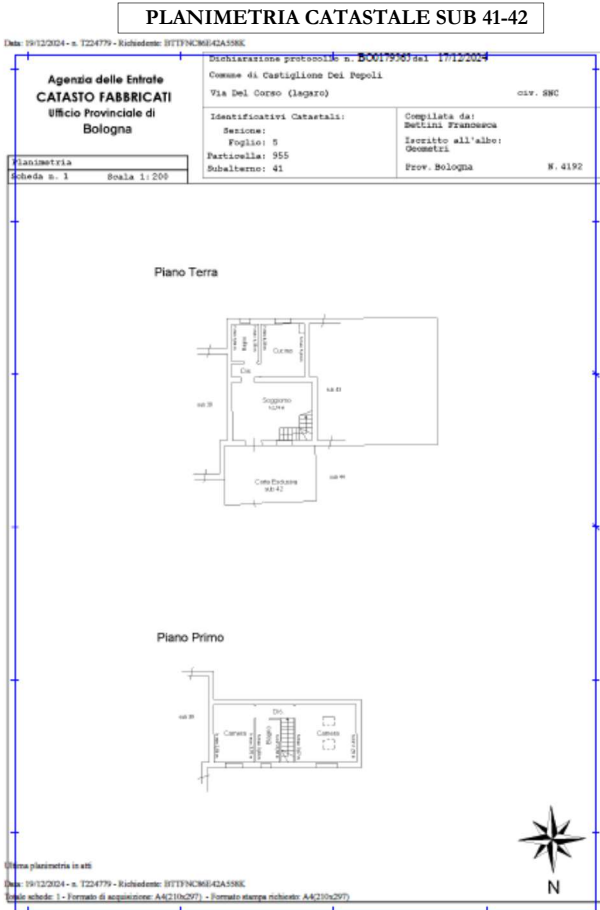 PLANIMETRIA CATASTALE SUB 41-42
Data: 19/12/2024 - n. T224779 - Richiedente: BTTFNC86E42A558K
Agenzia delle Entrate
CATASTO FABBRICATI
Ufficio Provinciale di
Bologna
Dichiarazione protocollo n. BO0179363 del 17/12/2024
Comune di Castiglione Dei Pepoli
Via Del Corso (lagaro) civ. SNC
Identificativi Catastali:
Sezione:
Foglio: 5
Particella: 955
Subalterno: 41
Compilata da:
Bettini Francesca
Iscritto all'albo:
Geometri
Prov. Bologna N. 4192
Planimetria
Scheda n. 1 Scala 1:200
Piano Terra
Bagno
Cucina
Dis.
Soggiorno
sub 39
Corte Esclusiva
sub 42
sub 44
Piano Primo
sub 39
Dis.
Camera
Bagno
Camera
N
Ultima planimetria in atti
Data: 19/12/2024 - n. T224779 - Richiedente: BTTFNC86E42A558K
Totale schede: 1 - Formato di acquisizione: A4(210x297) - Formato stampa richiesto: A4(210x297)